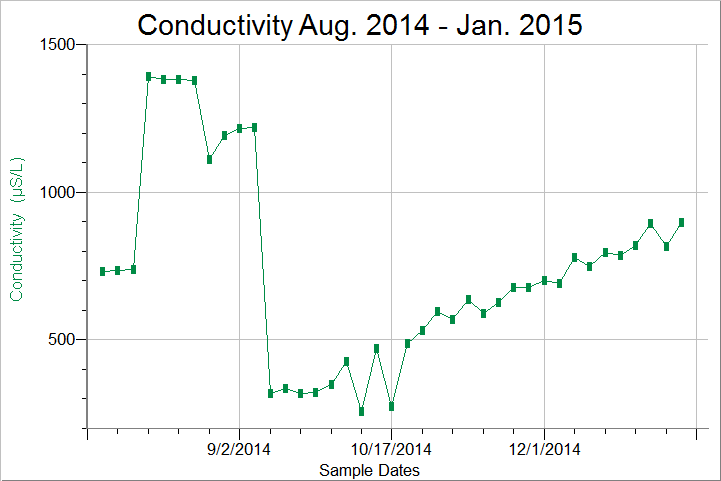 Conductivity Aug. 2014 - Jan. 2015
1500
1000
500
Conductivity (µS/L)
9/2/2014 10/17/2014 12/1/2014
Sample Dates